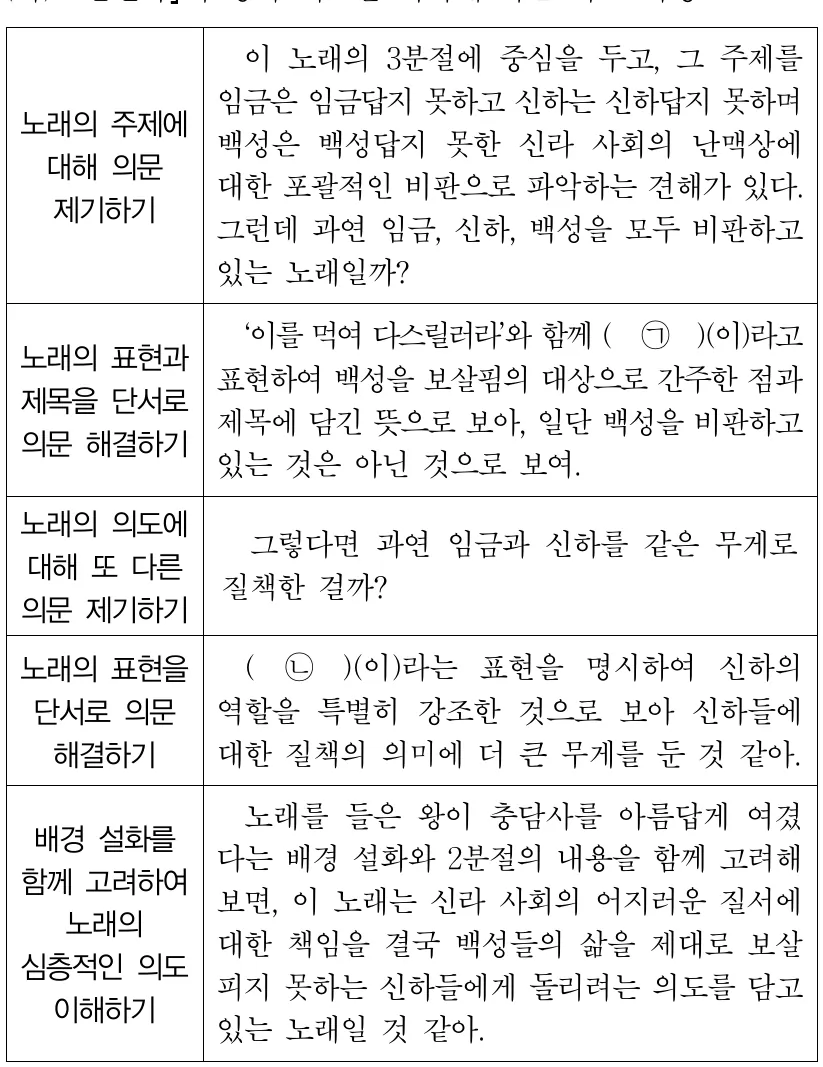 노래의 주제에
대해 의문
제기하기
이 노래의 3분절에 중심을 두고, 그 주제를
임금은 임금답지 못하고 신하는 신하답지 못하며
백성은 백성답지 못한 신라 사회의 난맥상에
대한 포괄적인 비판으로 파악하는 견해가 있다.
그런데 과연 임금, 신하, 백성을 모두 비판하고
있는 노래일까?
노래의 표현과
제목을 단서로
의문 해결하기
‘이를 먹여 다스릴러라’와 함께 ( ㉠ )(이)라고
표현하여 백성을 보살핌의 대상으로 간주한 점과
제목에 담긴 뜻으로 보아, 일단 백성을 비판하고
있는 것은 아닌 것으로 보여.
노래의 의도에
대해 또 다른
의문 제기하기
그렇다면 과연 임금과 신하를 같은 무게로
질책한 걸까?
노래의 표현을
단서로 의문
해결하기
( ㉡ )(이)라는 표현을 명시하여 신하의
역할을 특별히 강조한 것으로 보아 신하들에
대한 질책의 의미에 더 큰 무게를 둔 것 같아.
배경 설화를
함께 고려하여
노래의
심층적인 의도
이해하기
노래를 들은 왕이 충담사를 아름답게 여겼
다는 배경 설화와 2분절의 내용을 함께 고려해
보면, 이 노래는 신라 사회의 어지러운 질서에
대한 책임을 결국 백성들의 삶을 제대로 보살
피지 못하는 신하들에게 돌리려는 의도를 담고
있는 노래일 것 같아.